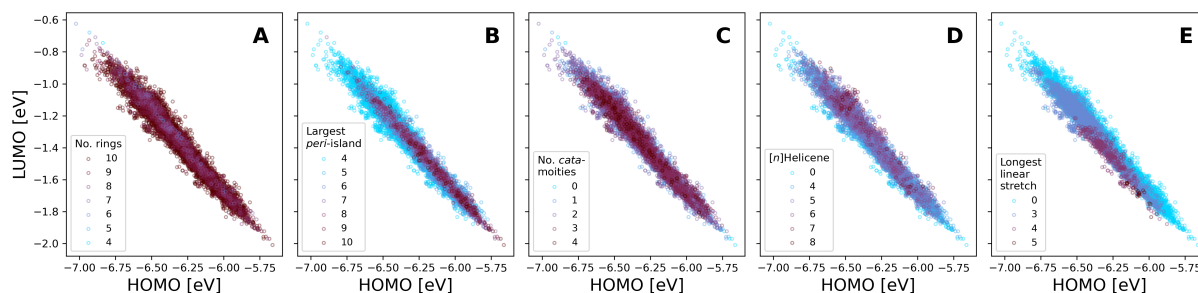 A
B
C
D
E
LUMO [eV]
−0.6
−0.8
−1.0
−1.2
−1.4
−1.6
−1.8
−2.0
No. rings
10
9
8
7
6
5
4
Largest
peri-island
4
5
6
7
8
9
10
No. cata-
moities
0
1
2
3
4
[n]Helicene
0
4
5
6
7
8
Longest
linear
stretch
0
3
4
5
−7.00 −6.75 −6.50 −6.25 −6.00 −5.75
−7.00 −6.75 −6.50 −6.25 −6.00 −5.75
−7.00 −6.75 −6.50 −6.25 −6.00 −5.75
−7.00 −6.75 −6.50 −6.25 −6.00 −5.75
−7.00 −6.75 −6.50 −6.25 −6.00 −5.75
HOMO [eV]
HOMO [eV]
HOMO [eV]
HOMO [eV]
HOMO [eV]